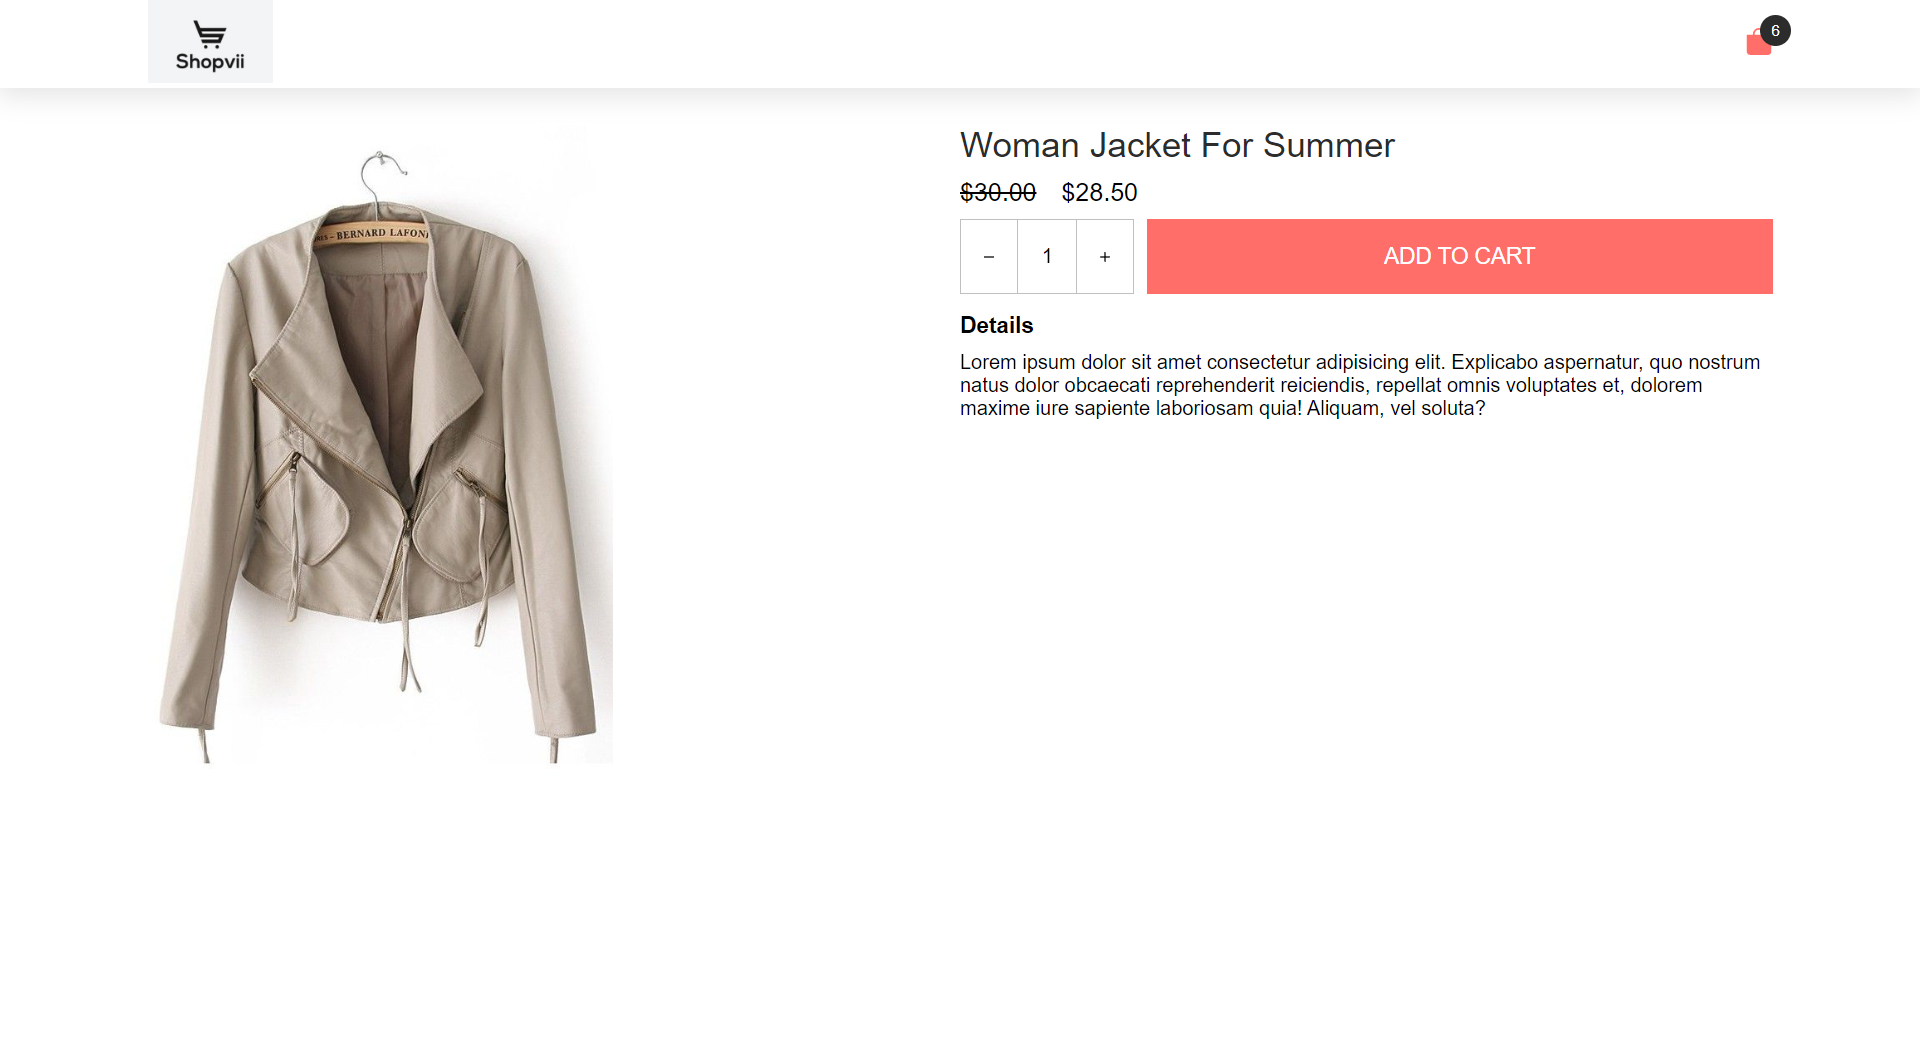 Shopvii
6
Woman Jacket For Summer
$30.00 $28.50
- 1 +
ADD TO CART
Details
Lorem ipsum dolor sit amet consectetur adipisicing elit. Explicabo aspernatur, quo nostrum
natus dolor obcaecati reprehenderit reiciendis, repellat omnis voluptates et, dolorem
maxime iure sapiente laboriosam quia! Aliquam, vel soluta?
- BERNARD LAFON